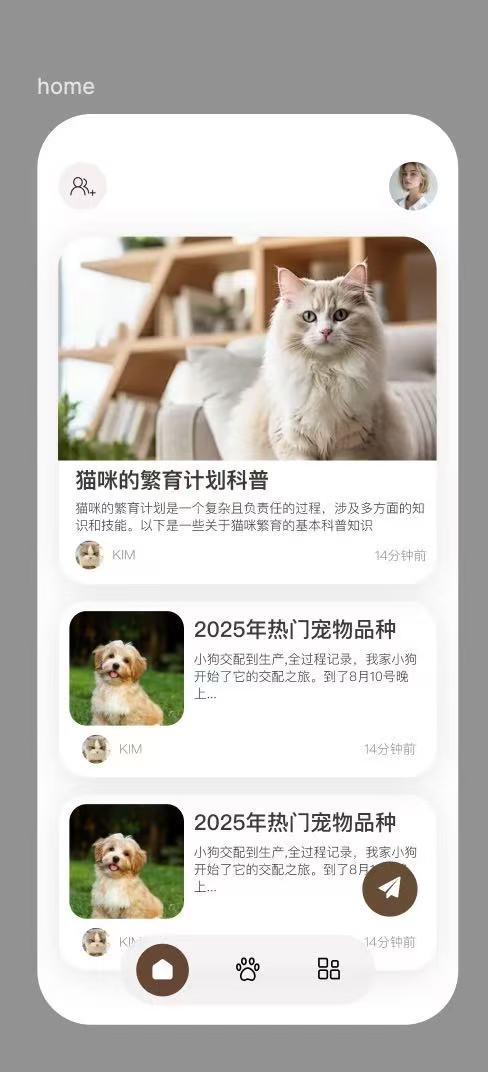 home
猫咪的繁育计划科普
猫咪的繁育计划是一个复杂且负责任的过程，涉及多方面的知
识和技能。以下是一些关于猫咪繁育的基本科普知识
KIM
14分钟前
2025年热门宠物品种
小狗交配到生产,全过程记录，我家小狗
开始了它的交配之旅。到了8月10号晚
上...
KIM
14分钟前
2025年热门宠物品种
小狗交配到生产,全过程记录，我家小狗
开始了它的交配之旅。到了8月
上...
14分钟前